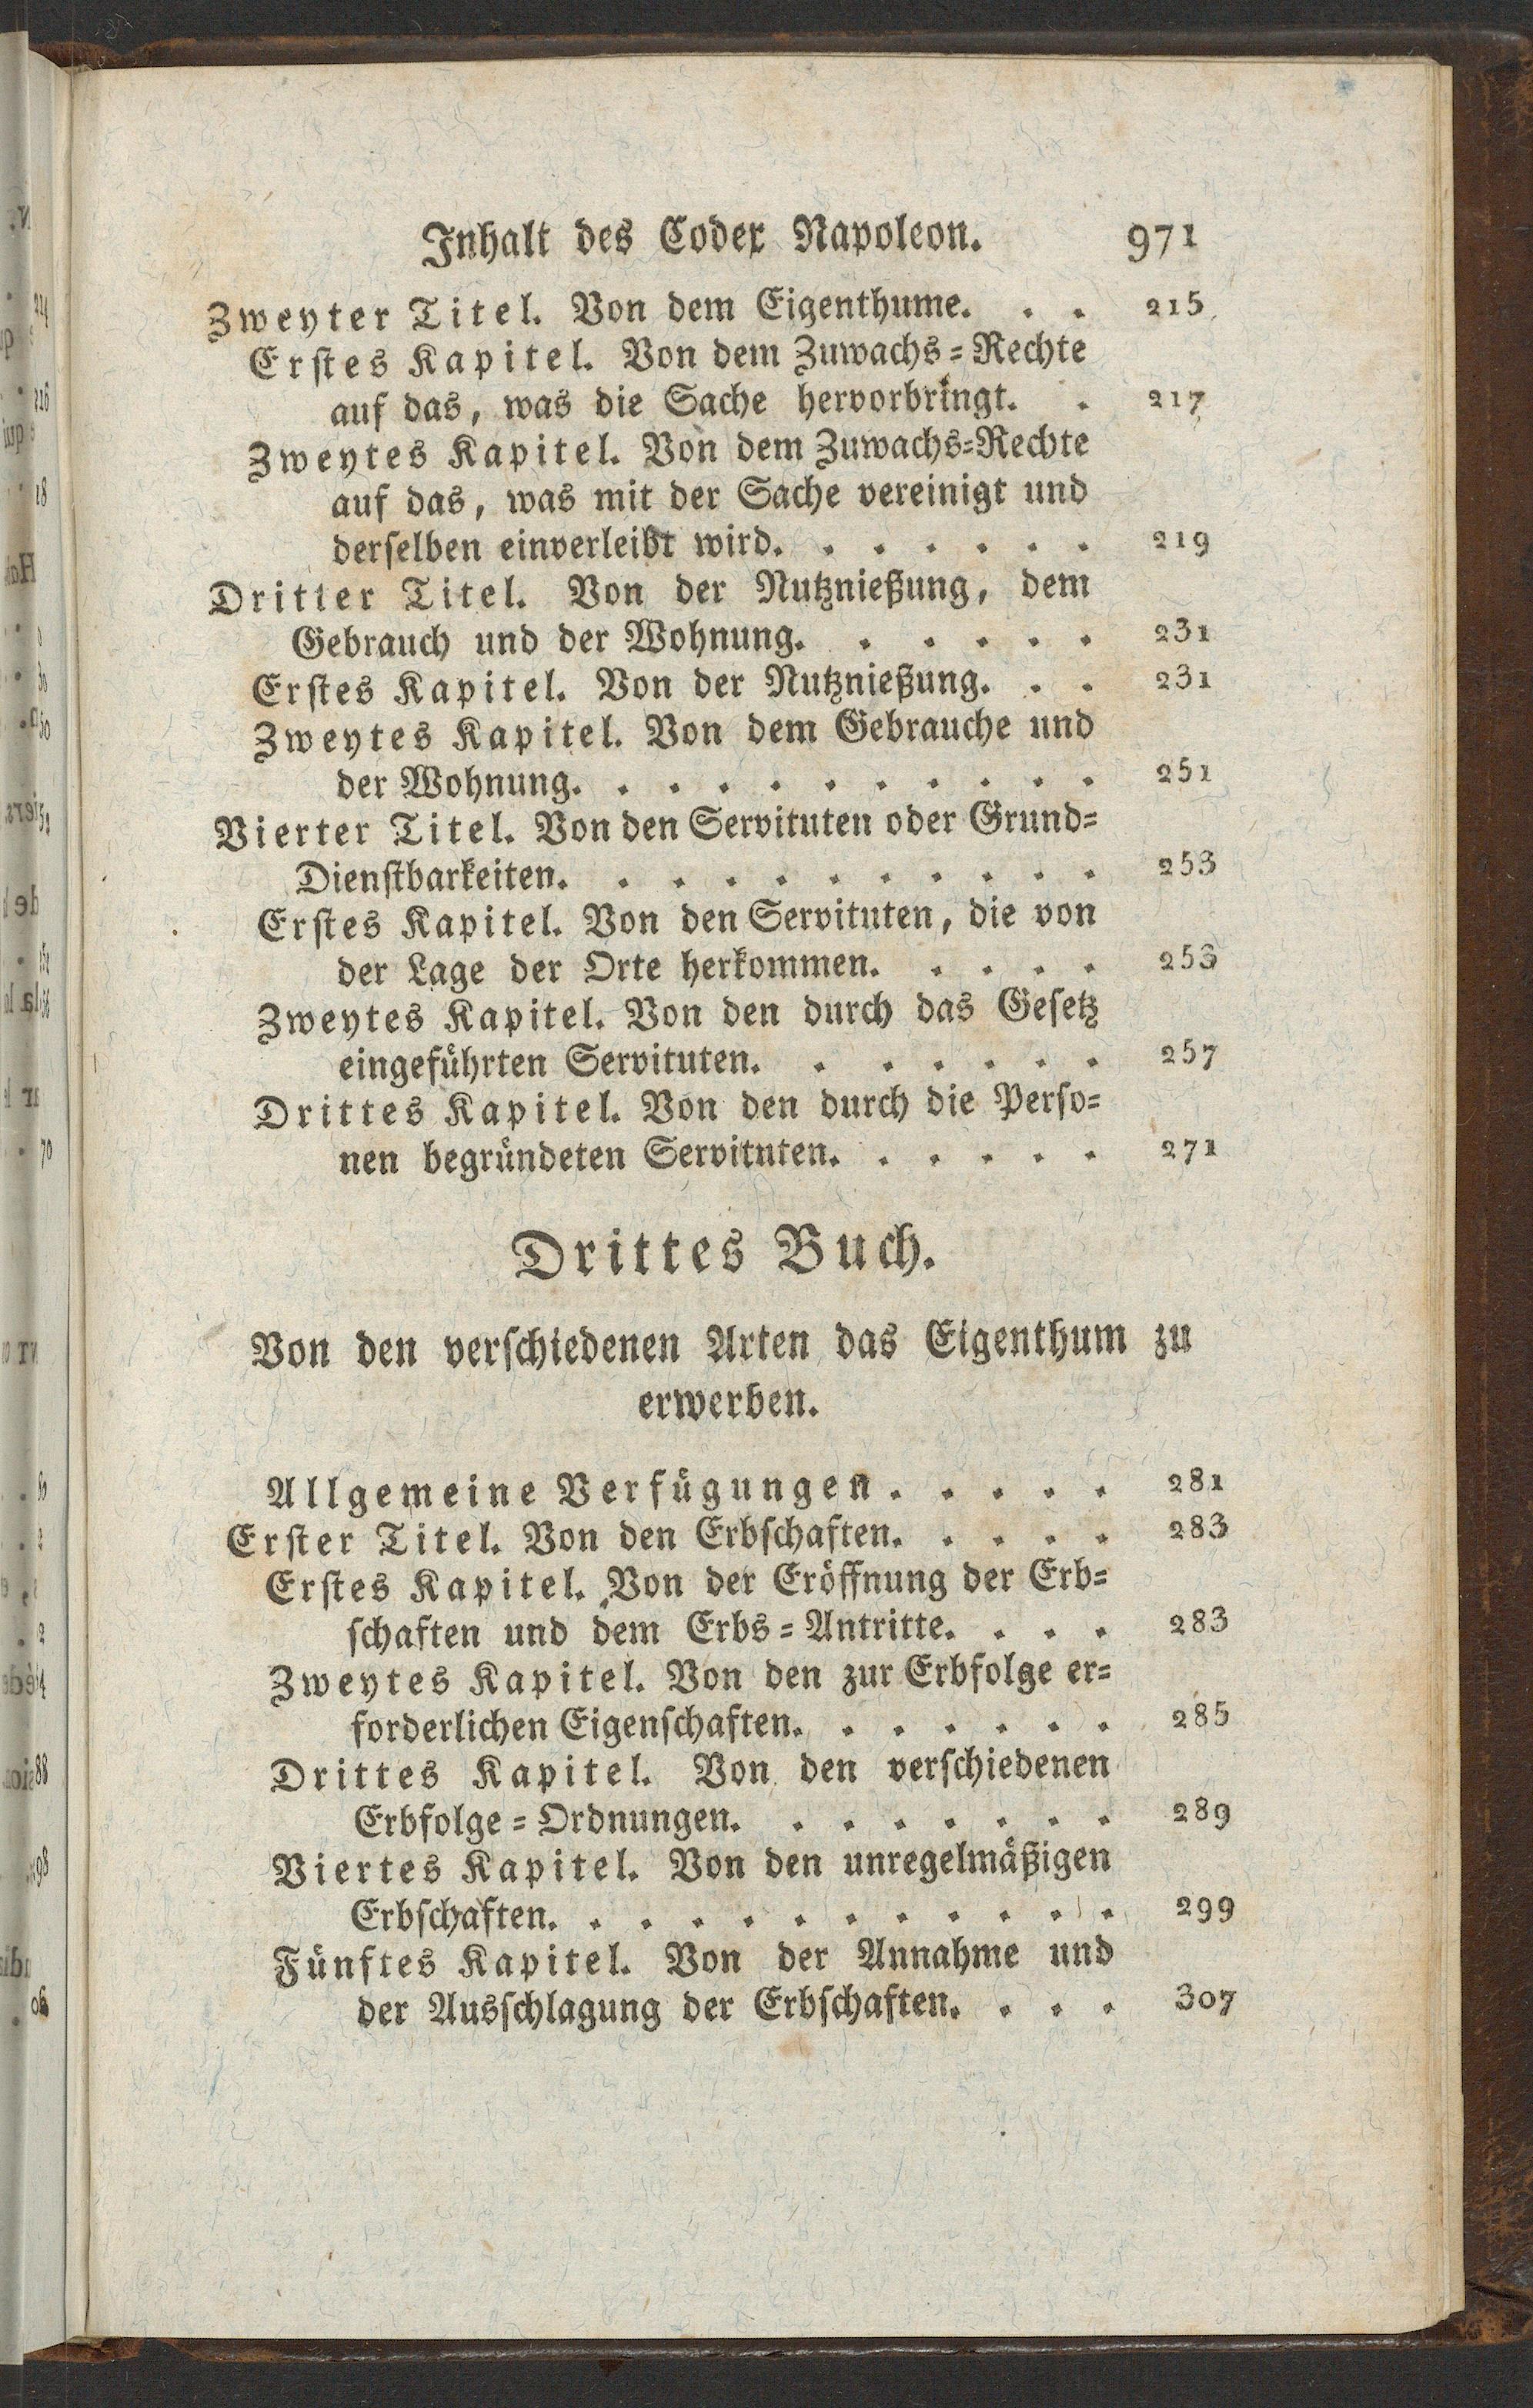 Inhalt des Codex Napoleon. 971
Zweyter Titel. Von dem Eigenthume. . . 215
Erstes Kapitel. Von dem Zuwachs=Rechte
auf das, was die Sache hervorbringt. . 217
Zweytes Kapitel. Von dem Zuwachs=Rechte
auf das, was mit der Sache vereinigt und
derselben einverleibt wird. . . . . . . 219
Dritter Titel. Von der Nutznießung, dem
Gebrauch und der Wohnung. . . . . . 231
Erstes Kapitel. Von der Nutznießung. . . 231
Zweytes Kapitel. Von dem Gebrauche und
der Wohnung. . . . . . . . . . . 251
Vierter Titel. Von den Servituten oder Grund=
Dienstbarkeiten. . . . . . . . . . . 253
Erstes Kapitel. Von den Servituten, die von
der Lage der Orte herkommen. . . . . 253
Zweytes Kapitel. Von den durch das Gesetz
eingeführten Servituten. . . . . . . 257
Drittes Kapitel. Von den durch die Perso=
nen begründeten Servituten. . . . . . 271
Drittes Buch.
Von den verschiedenen Arten das Eigenthum zu
erwerben.
Allgemeine Verfügungen. . . . . 281
Erster Titel. Von den Erbschaften. . . . . 283
Erstes Kapitel. Von der Eröffnung der Erb=
schaften und dem Erbs=Antritte. . . . 283
Zweytes Kapitel. Von den zur Erbfolge er=
forderlichen Eigenschaften. . . . . . . 285
Drittes Kapitel. Von den verschiedenen
Erbfolge=Ordnungen. . . . . . . . 289
Viertes Kapitel. Von den unregelmäßigen
Erbschaften. . . . . . . . . . . . 299
Fünftes Kapitel. Von der Annahme und
der Ausschlagung der Erbschaften. . . . 307